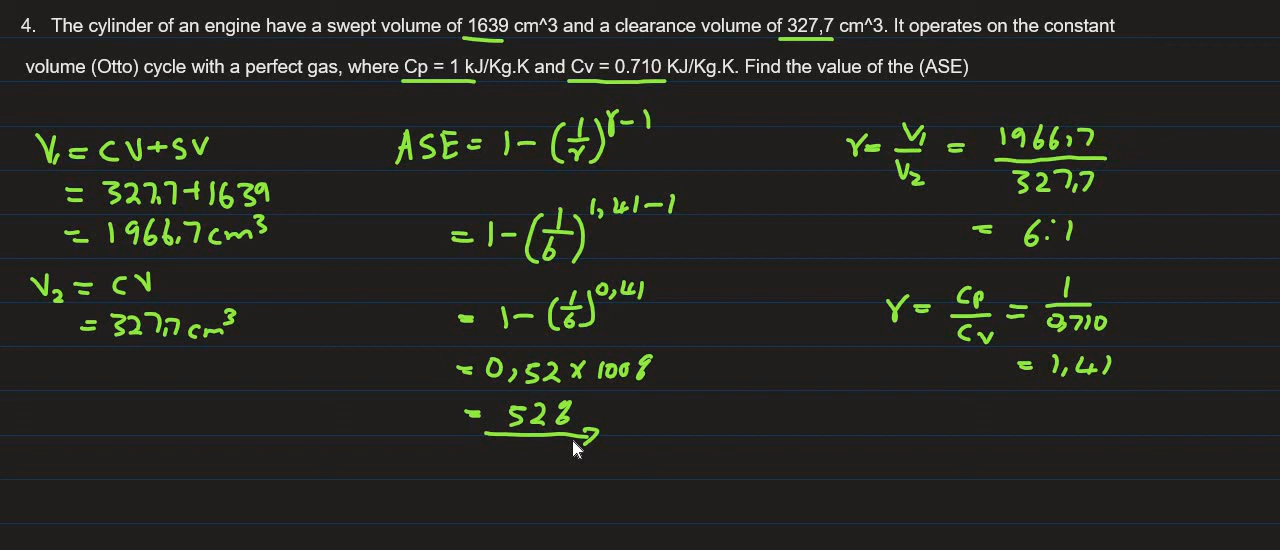 4. The cylinder of an engine have a swept volume of 1639 cm^3 and a clearance volume of 327,7 cm^3. It operates on the constant
volume (Otto) cycle with a perfect gas, where Cp = 1 kJ/Kg.K and Cv = 0.710 KJ/Kg.K. Find the value of the (ASE)
V₁ = CV + SV
= 327,7 + 1639
= 1966,7 cm³
V₂ = CV
= 327,7 cm³
ASE = 1 - (1/r)^γ-1
= 1 - (1/6)^1,41-1
= 1 - (1/6)^0,41
= 0,52 × 100%
= 52%
r = V₁/V₂ = 1966,7/327,7
= 6:1
γ = Cp/Cv = 1/0,710
= 1,41